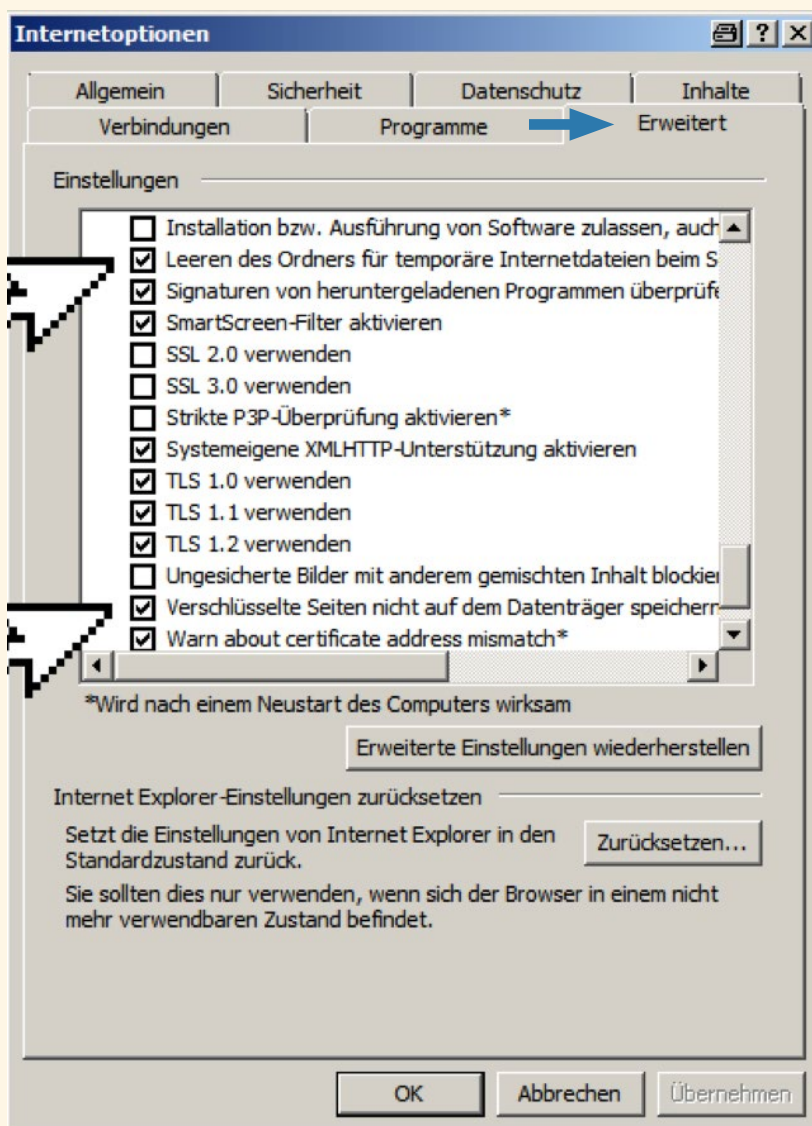 Internetoptionen
Allgemein Sicherheit Datenschutz Inhalte
Verbindungen Programme Erweitert
Einstellungen
Installation bzw. Ausführung von Software zulassen, auch
Leeren des Ordners für temporäre Internetdateien beim S
Signaturen von heruntergeladenen Programmen überprüfe
SmartScreen-Filter aktivieren
SSL 2.0 verwenden
SSL 3.0 verwenden
Strikte P3P-Überprüfung aktivieren*
Systemeigene XMLHTTP-Unterstützung aktivieren
TLS 1.0 verwenden
TLS 1.1 verwenden
TLS 1.2 verwenden
Ungesicherte Bilder mit anderem gemischten Inhalt blockier
Verschlüsselte Seiten nicht auf dem Datenträger speichern
Warn about certificate address mismatch*
*Wird nach einem Neustart des Computers wirksam
Erweiterte Einstellungen wiederherstellen
Internet Explorer-Einstellungen zurücksetzen
Setzt die Einstellungen von Internet Explorer in den
Standardzustand zurück.
Zurücksetzen...
Sie sollten dies nur verwenden, wenn sich der Browser in einem nicht
mehr verwendbaren Zustand befindet.
OK Abbrechen Übernehmen